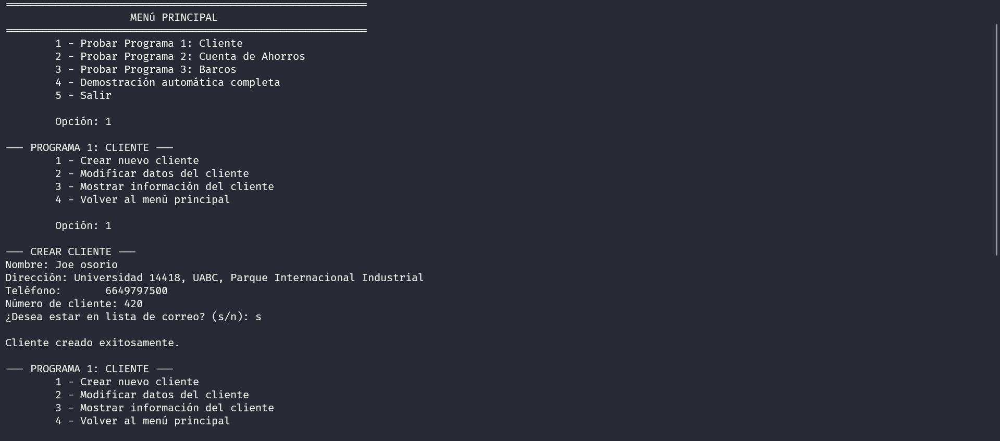 ==========================================================
MENú PRINCIPAL
==========================================================
1 - Probar Programa 1: Cliente
2 - Probar Programa 2: Cuenta de Ahorros
3 - Probar Programa 3: Barcos
4 - Demostración automática completa
5 - Salir
Opción: 1
--- PROGRAMA 1: CLIENTE ---
1 - Crear nuevo cliente
2 - Modificar datos del cliente
3 - Mostrar información del cliente
4 - Volver al menú principal
Opción: 1
--- CREAR CLIENTE ---
Nombre: Joe osorio
Dirección: Universidad 14418, UABC, Parque Internacional Industrial
Teléfono:       6649797500
Número de cliente: 420
¿Desea estar en lista de correo? (s/n): s
Cliente creado exitosamente.
--- PROGRAMA 1: CLIENTE ---
1 - Crear nuevo cliente
2 - Modificar datos del cliente
3 - Mostrar información del cliente
4 - Volver al menú principal